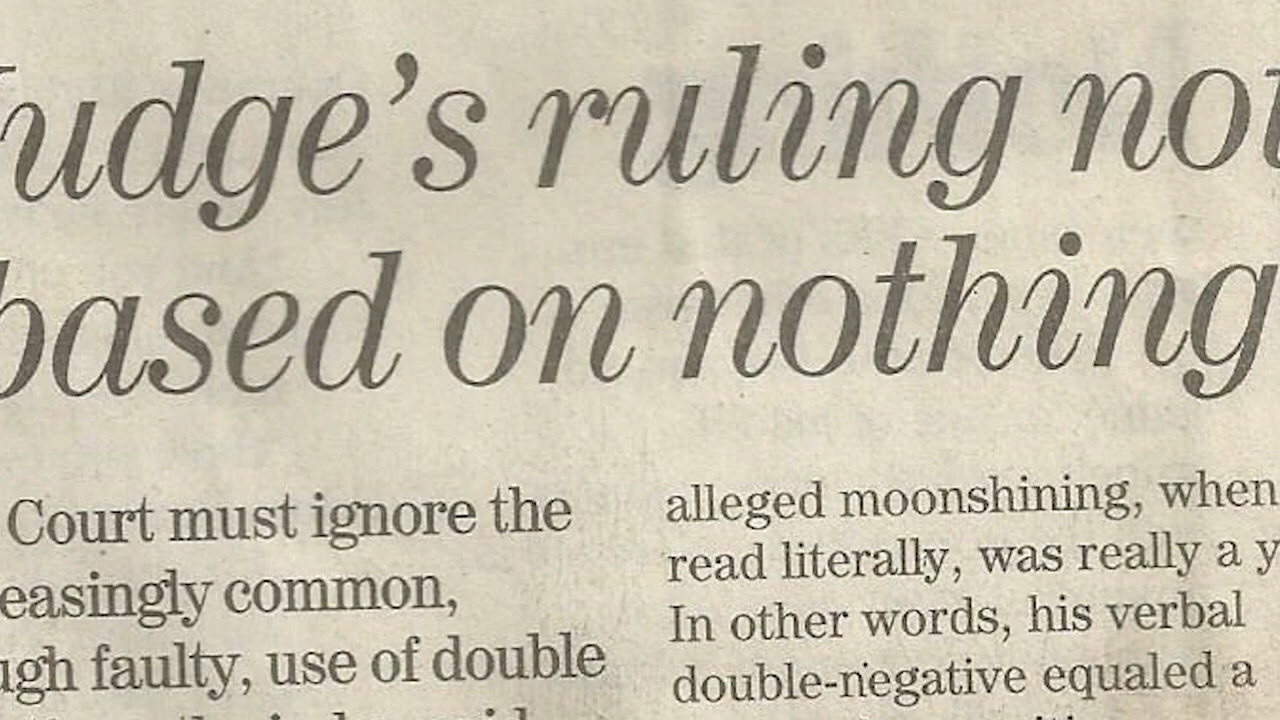 Judge's ruling not
based on nothing
Court must ignore the
easingly common,
ugh faulty, use of double
alleged moonshining, when
read literally, was really a y
In other words, his verbal
double-negative equaled a